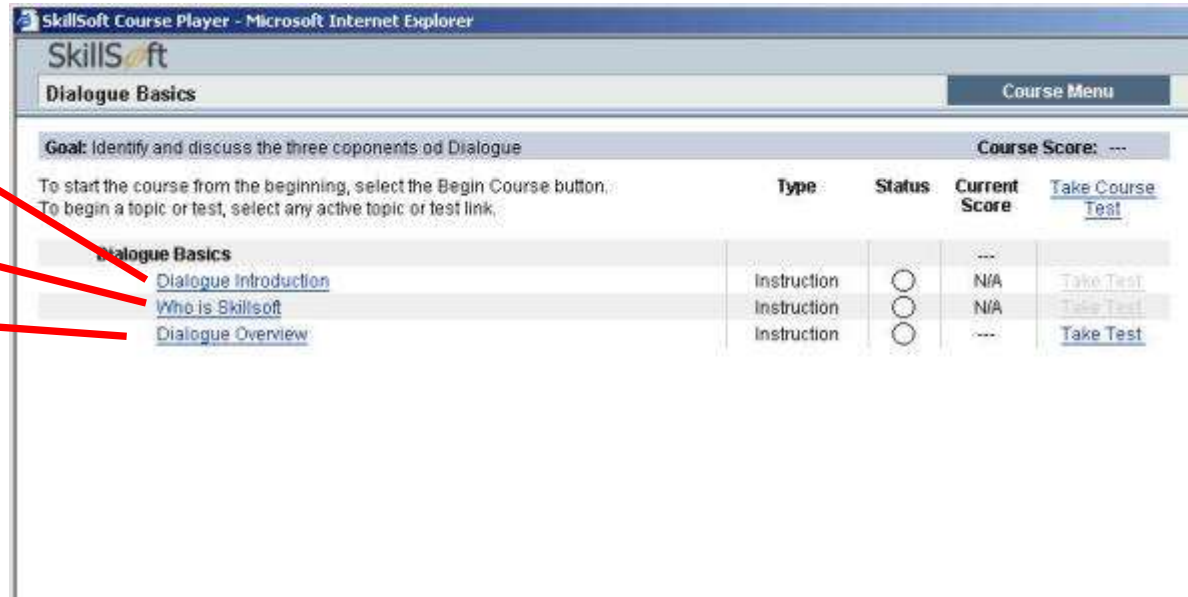 SkillSoft Course Player - Microsoft Internet Explorer
SkillSoft
Dialogue Basics
Course Menu
Goal: Identify and discuss the three coponents od Dialogue
Course Score: ---
To start the course from the beginning, select the Begin Course button.
To begin a topic or test, select any active topic or test link.
Type Status Current Score Take Course Test
Dialogue Basics ---
Dialogue Introduction Instruction N/A Take Test
Who is Skillsoft Instruction N/A Take Test
Dialogue Overview Instruction --- Take Test